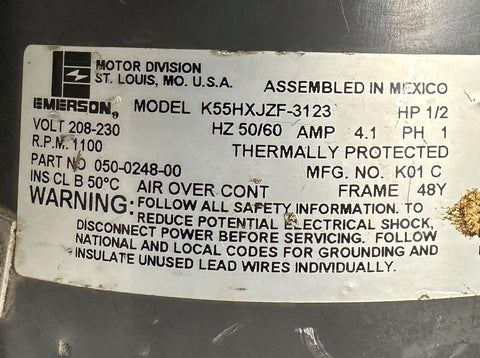 MOTOR DIVISION
ST. LOUIS, MO. U.S.A.
ASSEMBLED IN MEXICO
EMERSON® MODEL K55HXJZF-3123 HP 1/2
VOLT 208-230 HZ 50/60 AMP 4.1 PH 1
R.P.M. 1100 THERMALLY PROTECTED
PART NO 050-0248-00 MFG. NO. K01 C
INS CL B 50°C AIR OVER CONT FRAME 48Y
WARNING: FOLLOW ALL SAFETY INFORMATION. TO
REDUCE POTENTIAL ELECTRICAL SHOCK,
DISCONNECT POWER BEFORE SERVICING. FOLLOW
NATIONAL AND LOCAL CODES FOR GROUNDING AND
INSULATE UNUSED LEAD WIRES INDIVIDUALLY.